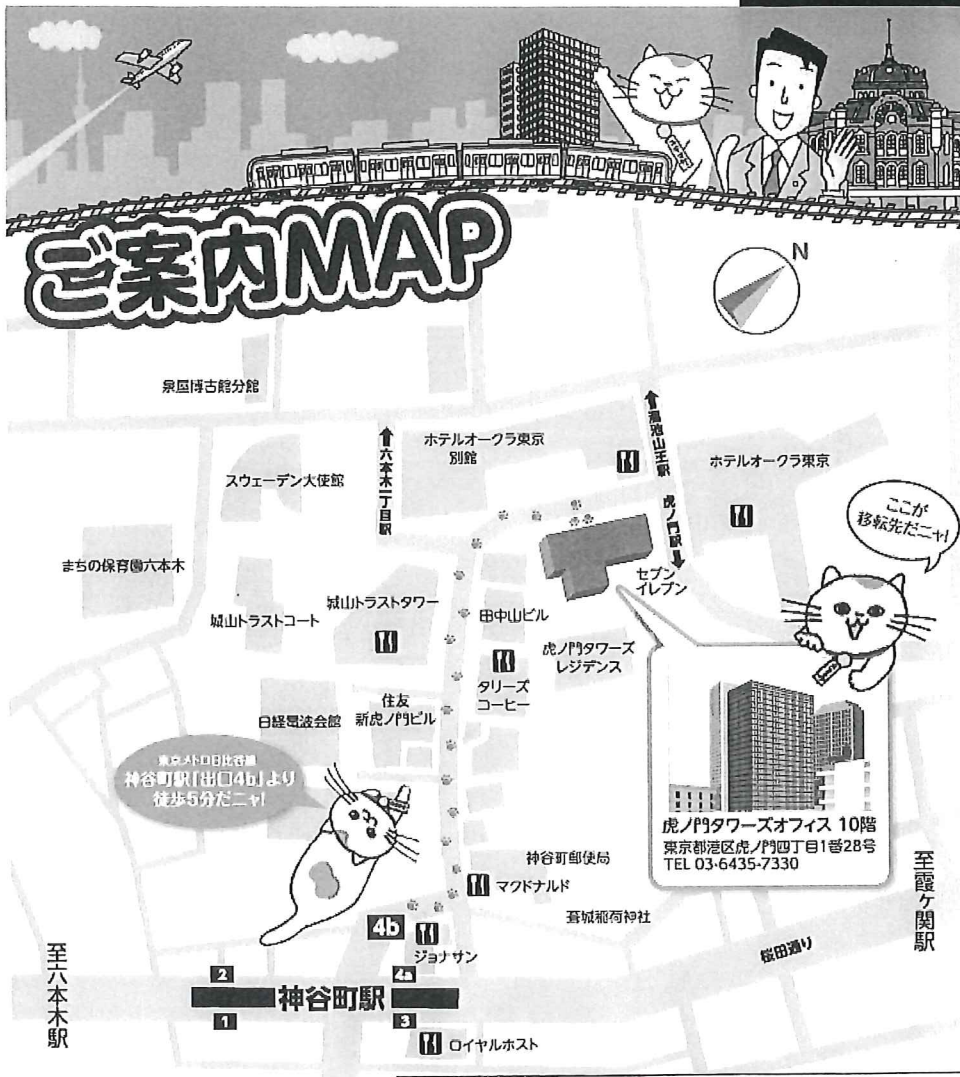 ご案内MAP
N
泉屋博古館分館
スウェーデン大使館
↑六本木一丁目駅
ホテルオークラ東京
別館
↑溜池山王駅
虎ノ門駅↓
ホテルオークラ東京
ここが
移転先だニャ!
まちの保育園六本木
城山トラストコート
城山トラストタワー
田中山ビル
セブン
イレブン
虎ノ門タワーズ
レジデンス
タリーズ
コーヒー
住友
新虎ノ門ビル
日経電波会館
東京メトロ日比谷線
神谷町駅「出口4b」より
徒歩5分だニャ!
虎ノ門タワーズオフィス 10階
東京都港区虎ノ門四丁目1番28号
TEL 03-6435-7330
神谷町郵便局
マクドナルド
葺城稲荷神社
4b
ジョナサン
桜田通り
至霞ヶ関駅
至六本木駅
2
4a
神谷町駅
1
3
ロイヤルホスト